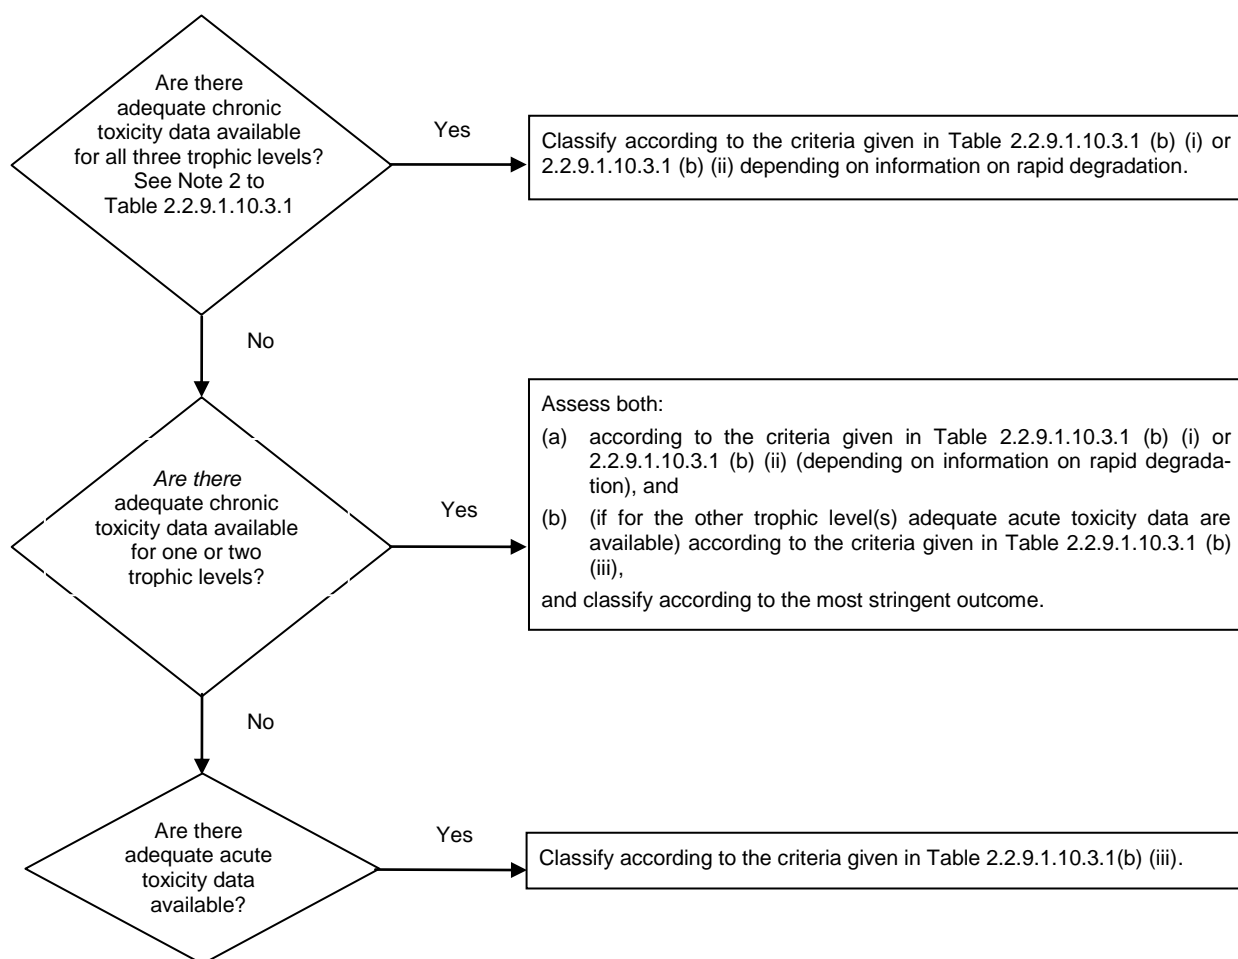 Are there
adequate chronic
toxicity data available
for all three trophic levels?
See Note 2 to
Table 2.2.9.1.10.3.1
Yes
Classify according to the criteria given in Table 2.2.9.1.10.3.1 (b) (i) or
2.2.9.1.10.3.1 (b) (ii) depending on information on rapid degradation.
No
Are there
adequate chronic
toxicity data available
for one or two
trophic levels?
Yes
Assess both:
(a) according to the criteria given in Table 2.2.9.1.10.3.1 (b) (i) or
2.2.9.1.10.3.1 (b) (ii) (depending on information on rapid degrada-
tion), and
(b) (if for the other trophic level(s) adequate acute toxicity data are
available) according to the criteria given in Table 2.2.9.1.10.3.1 (b)
(iii),
and classify according to the most stringent outcome.
No
Are there
adequate acute
toxicity data
available?
Yes
Classify according to the criteria given in Table 2.2.9.1.10.3.1(b) (iii).